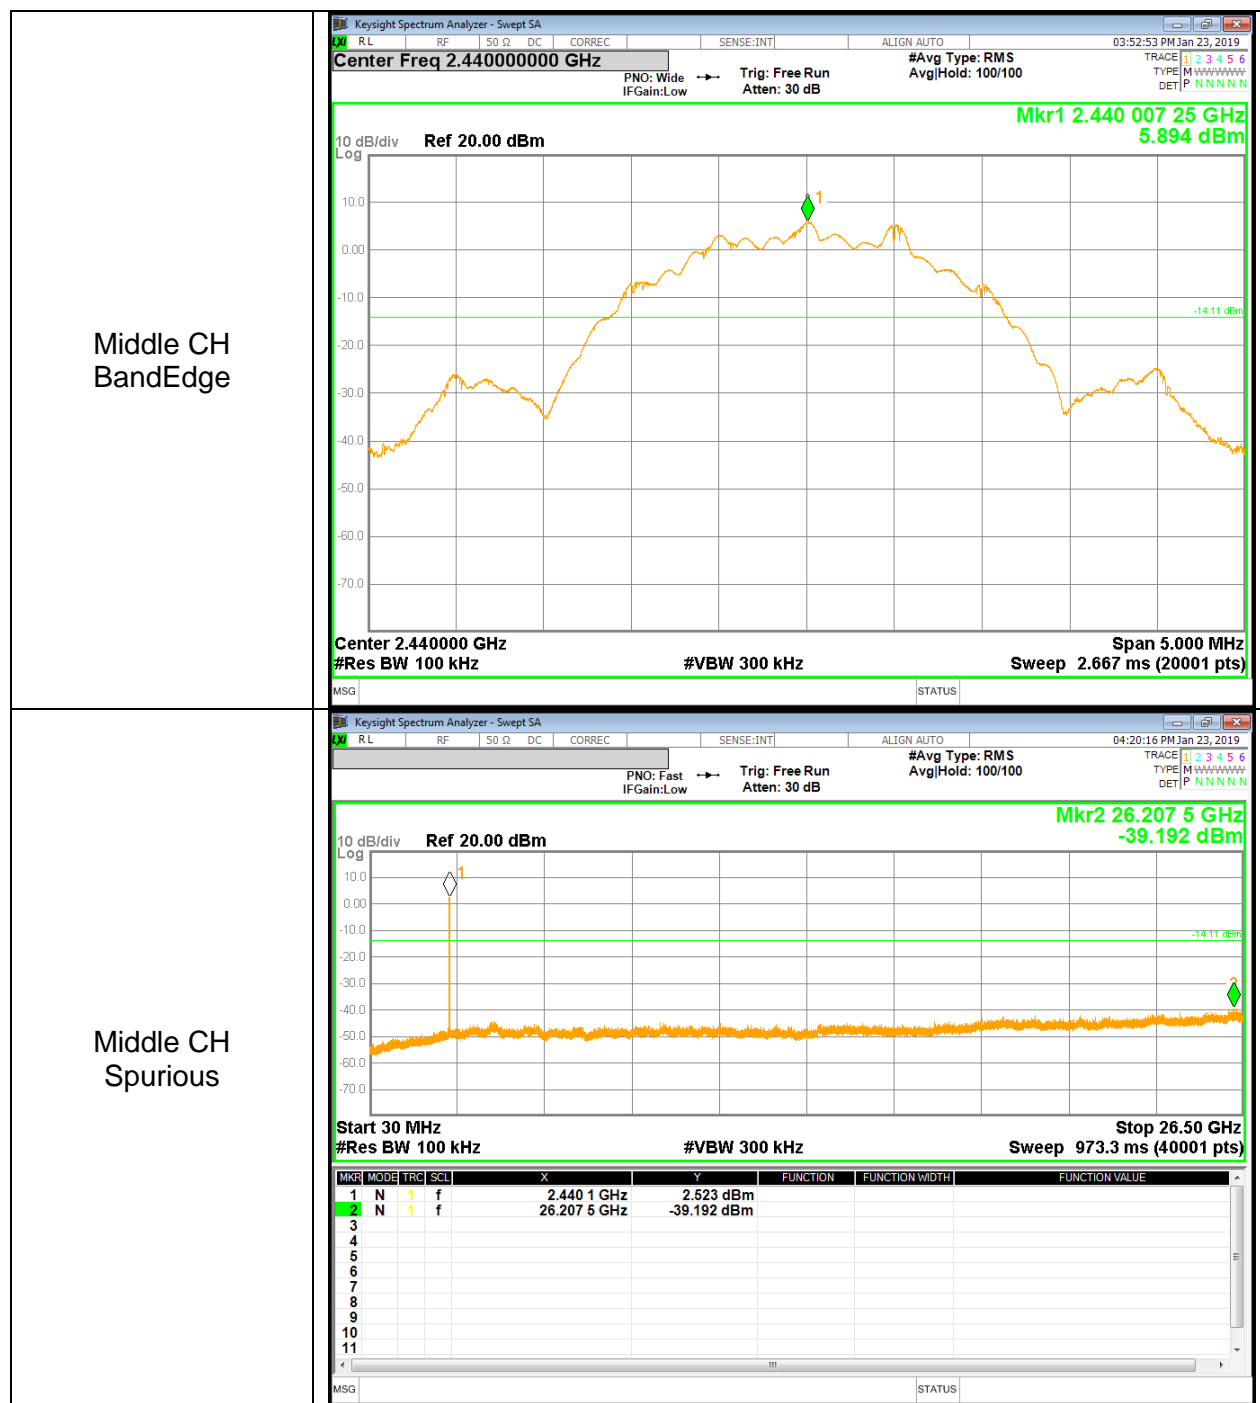 Middle CH
BandEdge
Keysight Spectrum Analyzer - Swept SA
LXI RL RF 50 Ω DC CORREC SENSE:INT ALIGN AUTO 03:52:53 PM Jan 23, 2019
Center Freq 2.440000000 GHz #Avg Type: RMS TRACE 1 2 3 4 5 6
PNO: Wide Trig: Free Run Avg|Hold: 100/100 TYPE M WWWWW
IFGain:Low Atten: 30 dB DET P N N N N N
Mkr1 2.440 007 25 GHz
5.894 dBm
10 dB/div Ref 20.00 dBm
Log
1
10.0
0.00
-10.0
-14.11 dBm
-20.0
-30.0
-40.0
-50.0
-60.0
-70.0
Center 2.440000 GHz Span 5.000 MHz
#Res BW 100 kHz #VBW 300 kHz Sweep 2.667 ms (20001 pts)
MSG STATUS
Middle CH
Spurious
Keysight Spectrum Analyzer - Swept SA
LXI RL RF 50 Ω DC CORREC SENSE:INT ALIGN AUTO 04:20:16 PM Jan 23, 2019
#Avg Type: RMS TRACE 1 2 3 4 5 6
PNO: Fast Trig: Free Run Avg|Hold: 100/100 TYPE M WWWWW
IFGain:Low Atten: 30 dB DET P N N N N N
Mkr2 26.207 5 GHz
-39.192 dBm
10 dB/div Ref 20.00 dBm
Log
1
10.0
0.00
-10.0
-14.11 dBm
-20.0
-30.0
2
-40.0
-50.0
-60.0
-70.0
Start 30 MHz Stop 26.50 GHz
#Res BW 100 kHz #VBW 300 kHz Sweep 973.3 ms (40001 pts)
MKR MODE TRC SCL X Y FUNCTION FUNCTION WIDTH FUNCTION VALUE
1 N 1 f 2.440 1 GHz 2.523 dBm
2 N 1 f 26.207 5 GHz -39.192 dBm
3
4
5
6
7
8
9
10
11
MSG STATUS